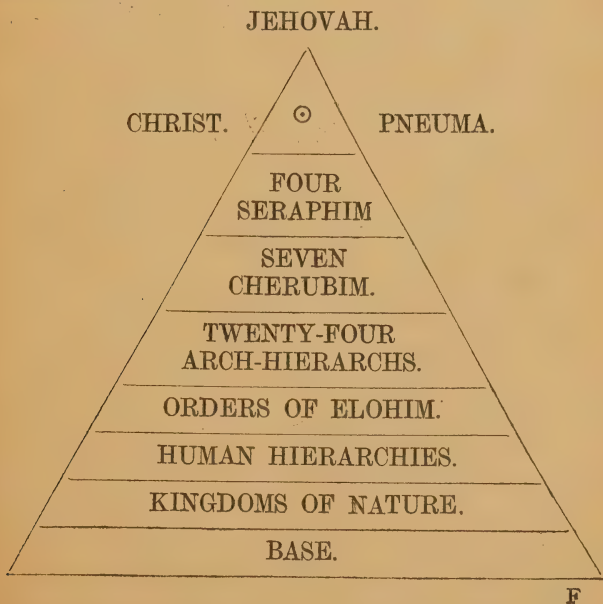 JEHOVAH.
CHRIST. ☉ PNEUMA.
FOUR
SERAPHIM
SEVEN
CHERUBIM.
TWENTY-FOUR
ARCH-HIERARCHS.
ORDERS OF ELOHIM.
HUMAN HIERARCHIES.
KINGDOMS OF NATURE.
BASE.
F